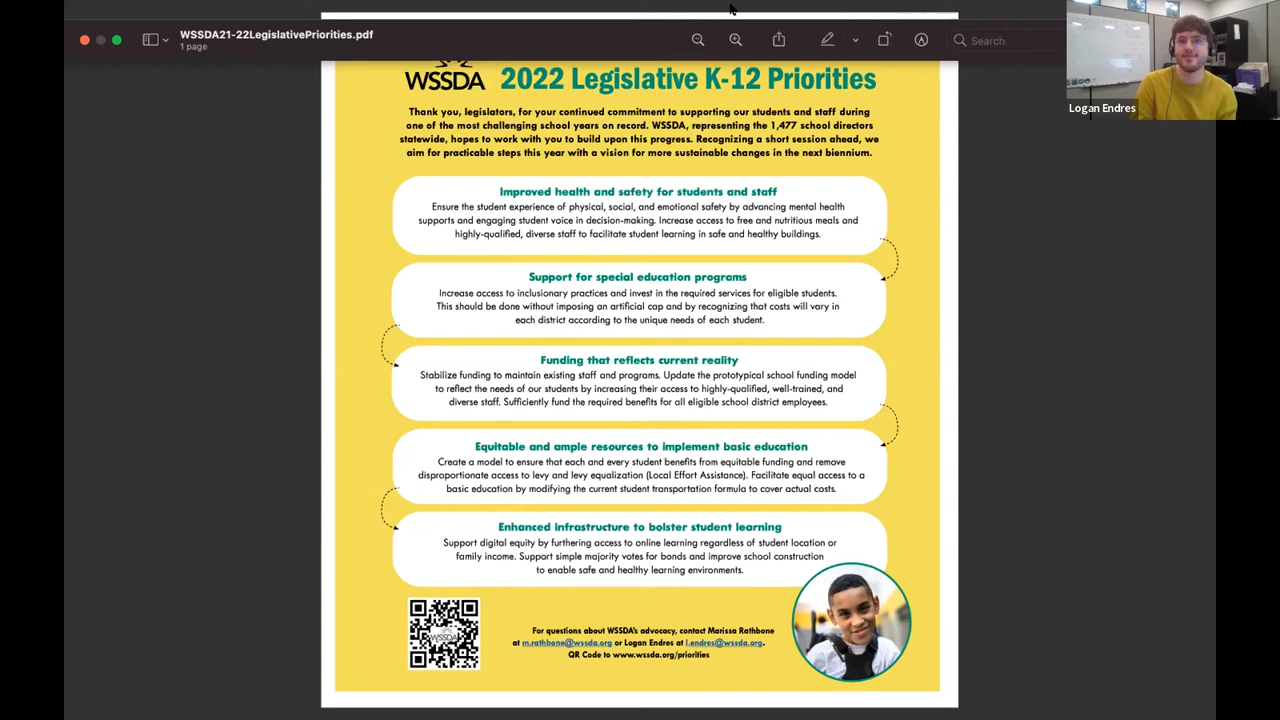 WSSDA21-22LegislativePriorities.pdf
1 page
Search
Logan Endres
WSSDA 2022 Legislative K-12 Priorities
Thank you, legislators, for your continued commitment to supporting our students and staff during
one of the most challenging school years on record. WSSDA, representing the 1,477 school directors
statewide, hopes to work with you to build upon this progress. Recognizing a short session ahead, we
aim for practicable steps this year with a vision for more sustainable changes in the next biennium.
Improved health and safety for students and staff
Ensure the student experience of physical, social, and emotional safety by advancing mental health
supports and engaging student voice in decision-making. Increase access to free and nutritious meals and
highly-qualified, diverse staff to facilitate student learning in safe and healthy buildings.
Support for special education programs
Increase access to inclusionary practices and invest in the required services for eligible students.
This should be done without imposing an artificial cap and by recognizing that costs will vary in
each district according to the unique needs of each student.
Funding that reflects current reality
Stabilize funding to maintain existing staff and programs. Update the prototypical school funding model
to reflect the needs of our students by increasing their access to highly-qualified, well-trained, and
diverse staff. Sufficiently fund the required benefits for all eligible school district employees.
Equitable and ample resources to implement basic education
Create a model to ensure that each and every student benefits from equitable funding and remove
disproportionate access to levy and levy equalization (Local Effort Assistance). Facilitate equal access to a
basic education by modifying the current student transportation formula to cover actual costs.
Enhanced infrastructure to bolster student learning
Support digital equity by furthering access to online learning regardless of student location or
family income. Support simple majority votes for bonds and improve school construction
to enable safe and healthy learning environments.
WSSDA
For questions about WSSDA's advocacy, contact Marissa Rathbone
at m.rathbone@wssda.org or Logan Endres at l.endres@wssda.org.
QR Code to www.wssda.org/priorities